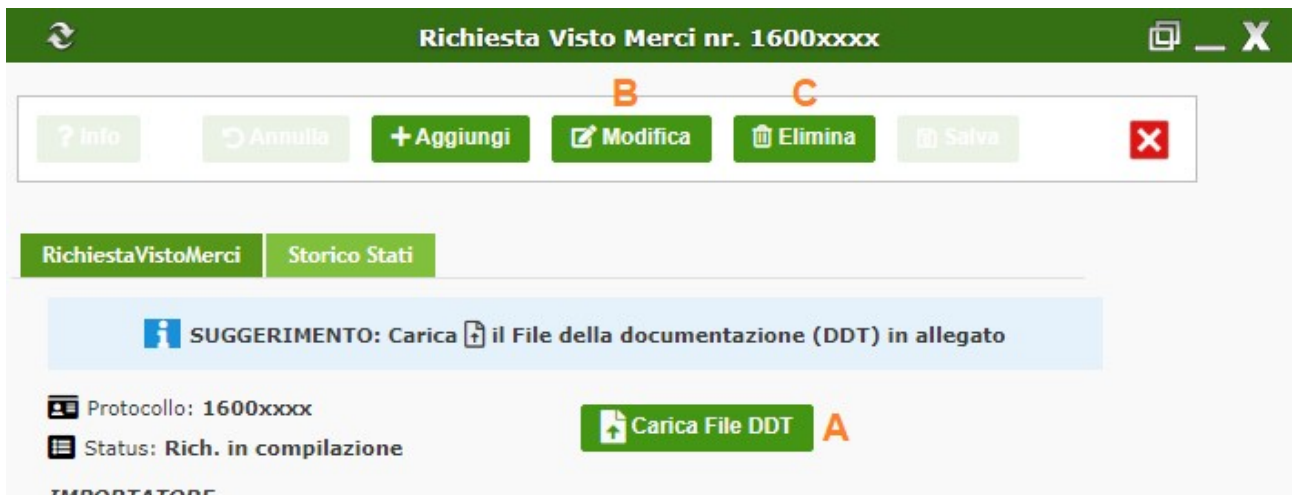 Richiesta Visto Merci nr. 1600xxxx
B C
? Info Annulla +Aggiungi Modifica Elimina Salva
RichiestaVistoMerci Storico Stati
SUGGERIMENTO: Carica il File della documentazione (DDT) in allegato
Protocollo: 1600xxxx
Carica File DDT A
Status: Rich. in compilazione
IMPORTATORE